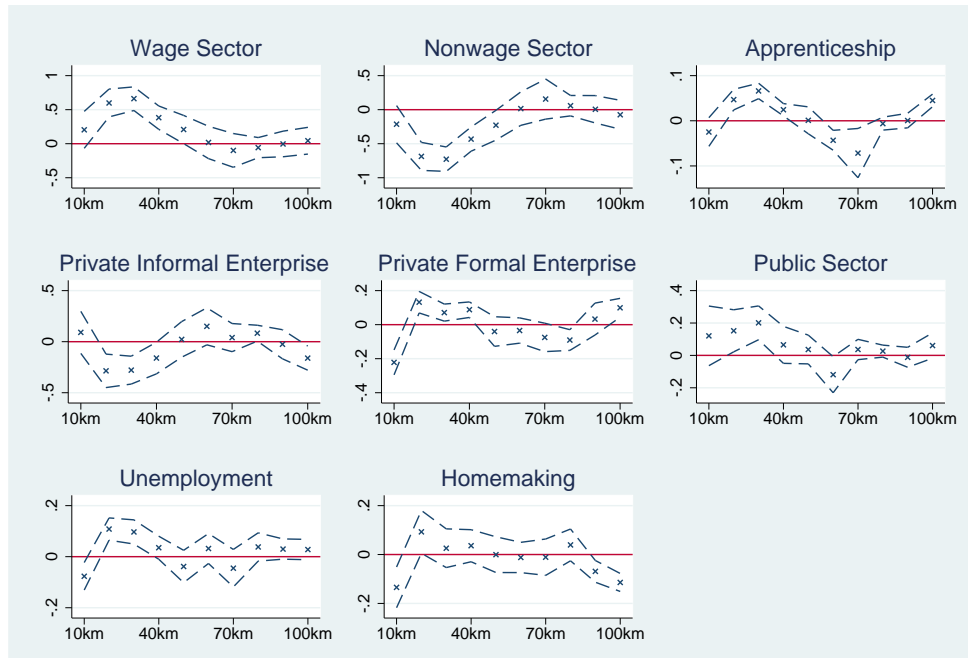 Wage Sector
1
.5
0
-.5
10km 40km 70km 100km
Nonwage Sector
.5
0
-.5
-1
10km 40km 70km 100km
Apprenticeship
.1
0
-.1
10km 40km 70km 100km
Private Informal Enterprise
.5
0
-.5
10km 40km 70km 100km
Private Formal Enterprise
.2
0
-.2
-.4
10km 40km 70km 100km
Public Sector
.4
.2
0
-.2
10km 40km 70km 100km
Unemployment
.2
0
-.2
10km 40km 70km 100km
Homemaking
.2
0
-.2
10km 40km 70km 100km